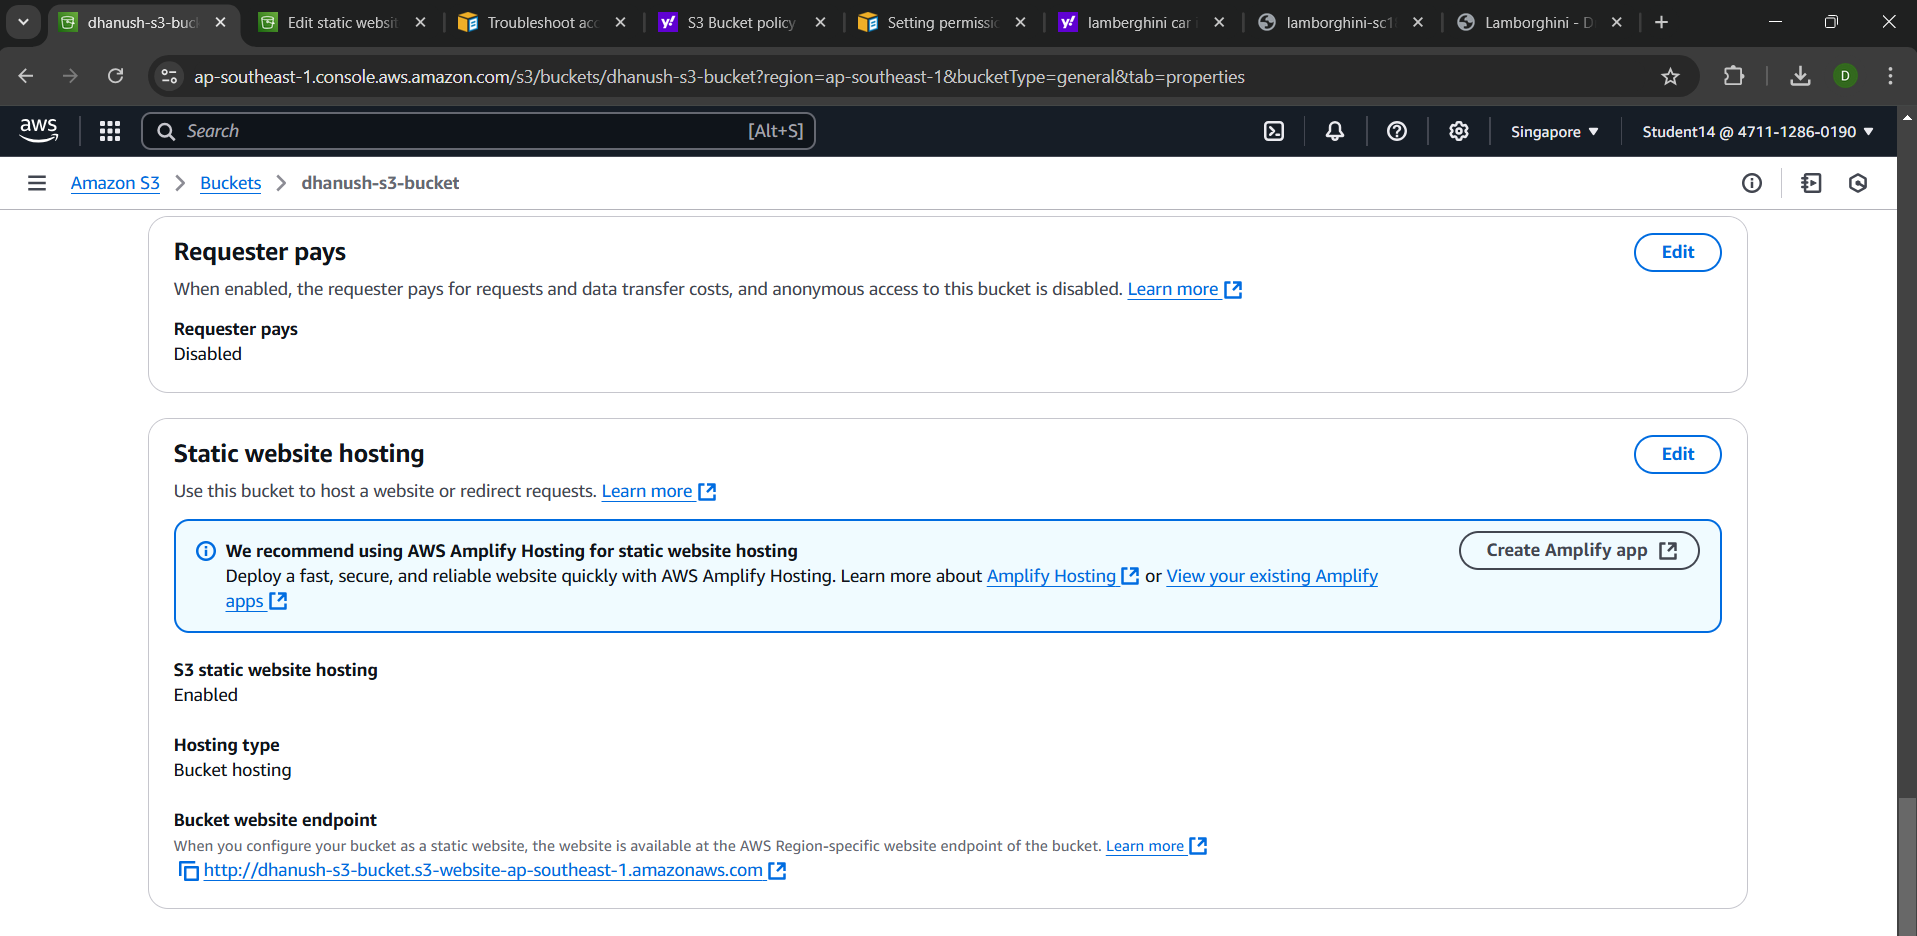 dhanush-s3-buc
Edit static websit
Troubleshoot acc
S3 Bucket policy
Setting permissic
lamberghini car i
lamborghini-sc1
Lamborghini - D
ap-southeast-1.console.aws.amazon.com/s3/buckets/dhanush-s3-bucket?region=ap-southeast-1&bucketType=general&tab=properties
D
aws
Search
[Alt+S]
Singapore
Student14 @ 4711-1286-0190
Amazon S3
Buckets
dhanush-s3-bucket
Requester pays
Edit
When enabled, the requester pays for requests and data transfer costs, and anonymous access to this bucket is disabled. Learn more
Requester pays
Disabled
Static website hosting
Edit
Use this bucket to host a website or redirect requests. Learn more
We recommend using AWS Amplify Hosting for static website hosting
Create Amplify app
Deploy a fast, secure, and reliable website quickly with AWS Amplify Hosting. Learn more about Amplify Hosting or View your existing Amplify
apps
S3 static website hosting
Enabled
Hosting type
Bucket hosting
Bucket website endpoint
When you configure your bucket as a static website, the website is available at the AWS Region-specific website endpoint of the bucket. Learn more
http://dhanush-s3-bucket.s3-website-ap-southeast-1.amazonaws.com